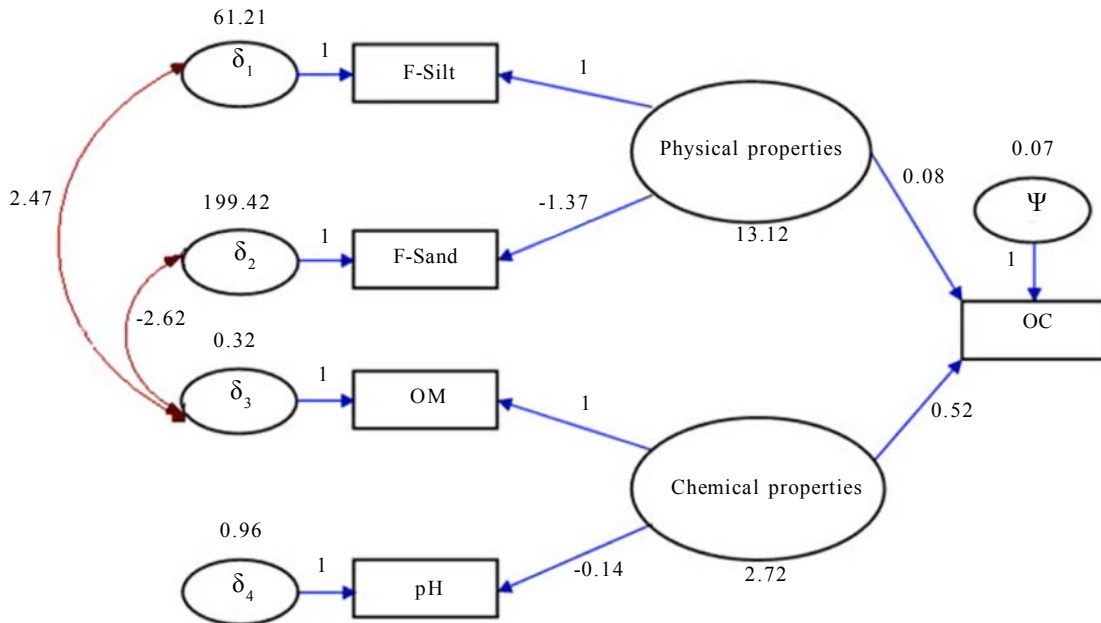 61.21
δ1
1
F-Silt
1
Physical properties
0.07
Ψ
0.08
2.47
199.42
-1.37
13.12
δ2
1
F-Sand
1
OC
-2.62
0.32
δ3
1
OM
1
0.52
Chemical properties
0.96
δ4
1
pH
-0.14
2.72